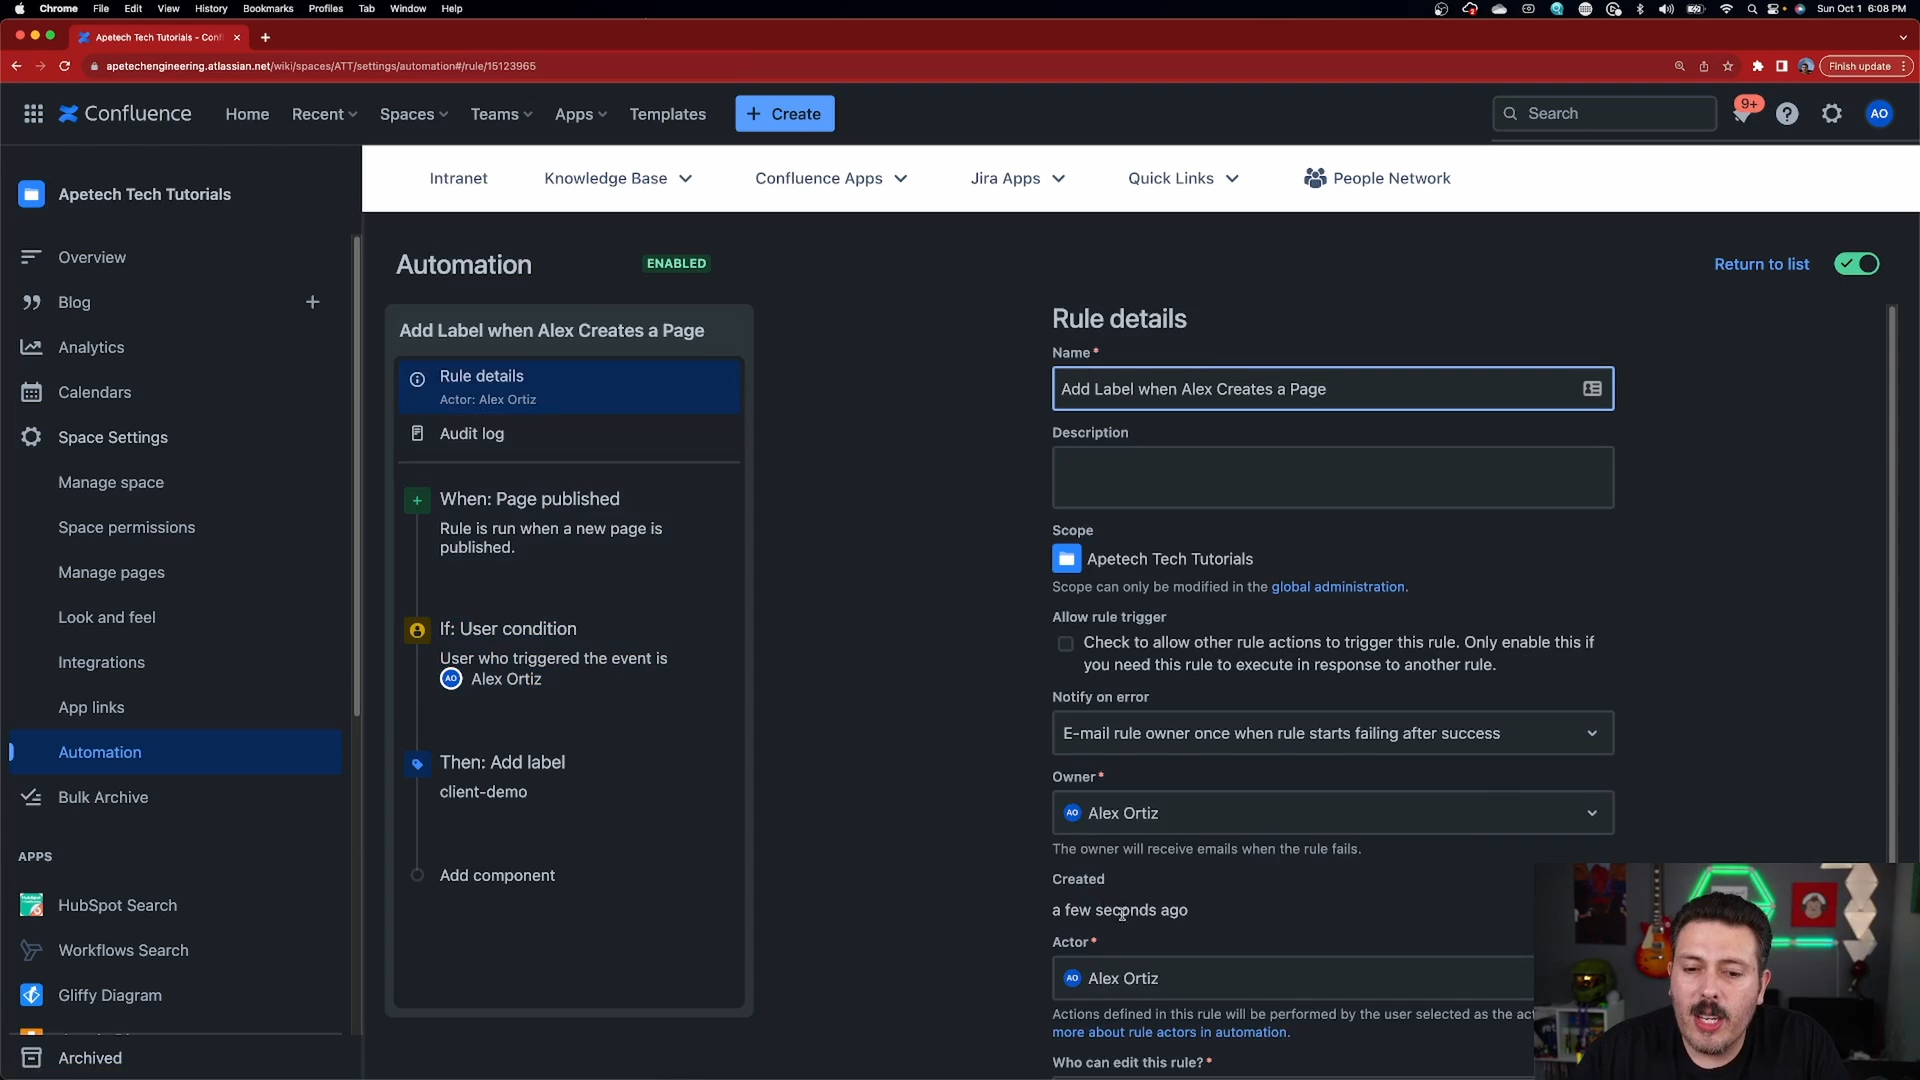 Chrome File Edit View History Bookmarks Profiles Tab Window Help
Sun Oct 1 6:08 PM
Apetech Tech Tutorials - Conf
apetechengineering.atlassian.net/wiki/spaces/ATT/settings/automation#/rule/15123965
Finish update
Confluence Home Recent Spaces Teams Apps Templates + Create
Search
9+
AO
Apetech Tech Tutorials
Intranet Knowledge Base Confluence Apps Jira Apps Quick Links People Network
Overview
Blog
Analytics
Calendars
Space Settings
Manage space
Space permissions
Manage pages
Look and feel
Integrations
App links
Automation
Bulk Archive
APPS
HubSpot Search
Workflows Search
Gliffy Diagram
Archived
Automation ENABLED
Return to list
Add Label when Alex Creates a Page
Rule details
Actor: Alex Ortiz
Audit log
When: Page published
Rule is run when a new page is
published.
If: User condition
User who triggered the event is
AO Alex Ortiz
Then: Add label
client-demo
Add component
Rule details
Name*
Add Label when Alex Creates a Page
Description
Scope
Apetech Tech Tutorials
Scope can only be modified in the global administration.
Allow rule trigger
Check to allow other rule actions to trigger this rule. Only enable this if
you need this rule to execute in response to another rule.
Notify on error
E-mail rule owner once when rule starts failing after success
Owner*
AO Alex Ortiz
The owner will receive emails when the rule fails.
Created
a few seconds ago
Actor*
AO Alex Ortiz
Actions defined in this rule will be performed by the user selected as the
more about rule actors in automation.
Who can edit this rule?*